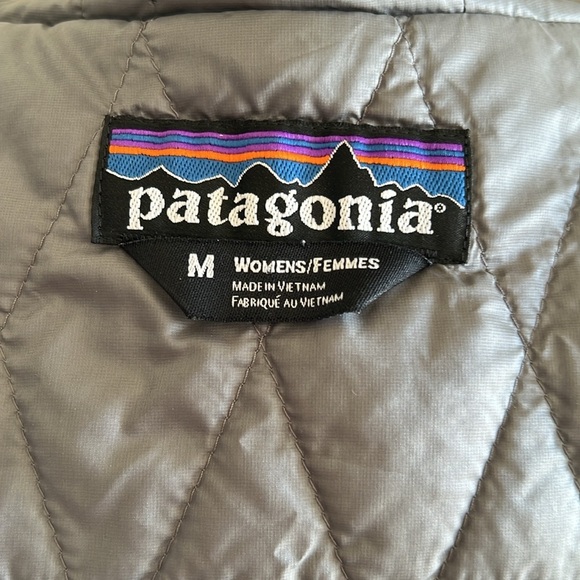 patagonia®
M WOMENS/FEMMES
MADE IN VIETNAM
FABRIQUÉ AU VIETNAM